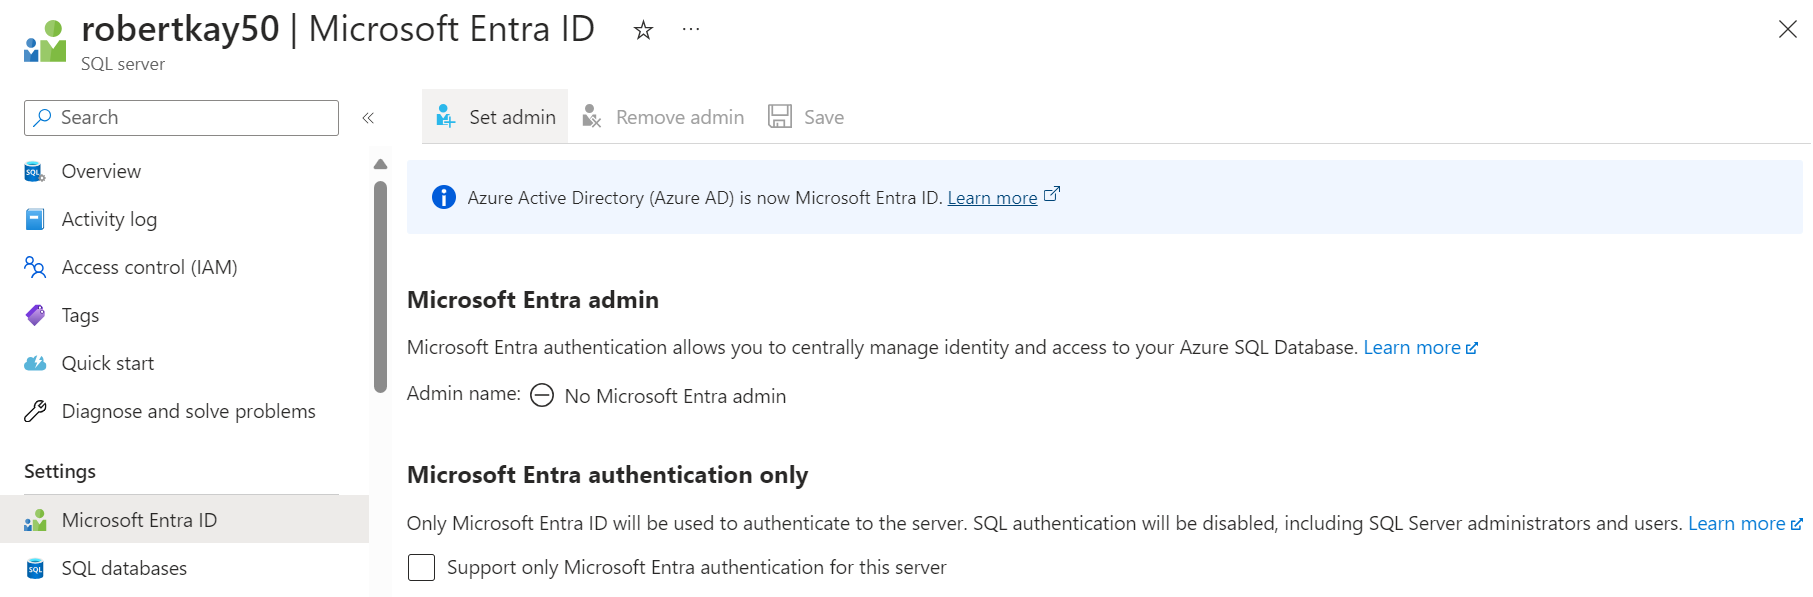 robertkay50 | Microsoft Entra ID
SQL server
Search
Overview
Activity log
Access control (IAM)
Tags
Quick start
Diagnose and solve problems
Settings
Microsoft Entra ID
SQL databases
Set admin Remove admin Save
Azure Active Directory (Azure AD) is now Microsoft Entra ID. Learn more
Microsoft Entra admin
Microsoft Entra authentication allows you to centrally manage identity and access to your Azure SQL Database. Learn more
Admin name: No Microsoft Entra admin
Microsoft Entra authentication only
Only Microsoft Entra ID will be used to authenticate to the server. SQL authentication will be disabled, including SQL Server administrators and users. Learn more
Support only Microsoft Entra authentication for this server